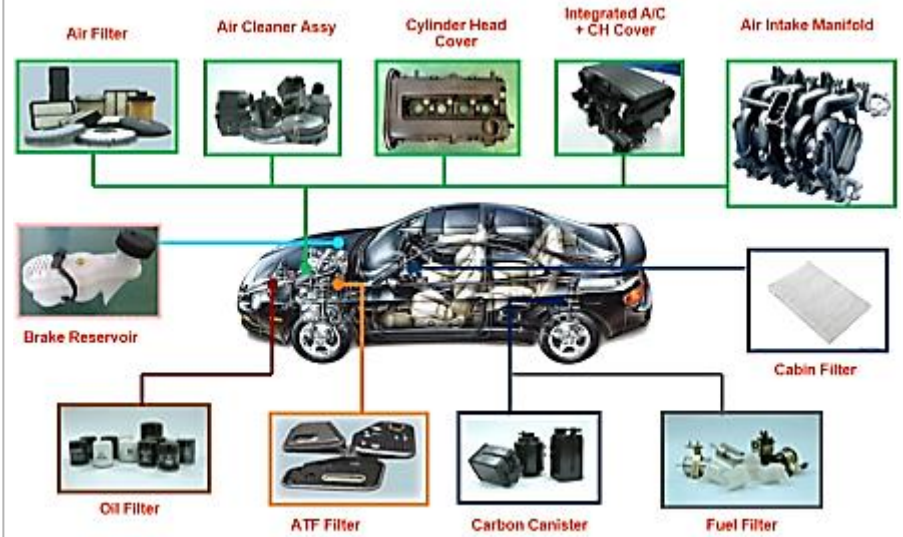 Air Filter
Air Cleaner Assy
Cylinder Head
Cover
Integrated A/C
+ CH Cover
Air Intake Manifold
Brake Reservoir
Cabin Filter
Oil Filter
ATF Filter
Carbon Canister
Fuel Filter